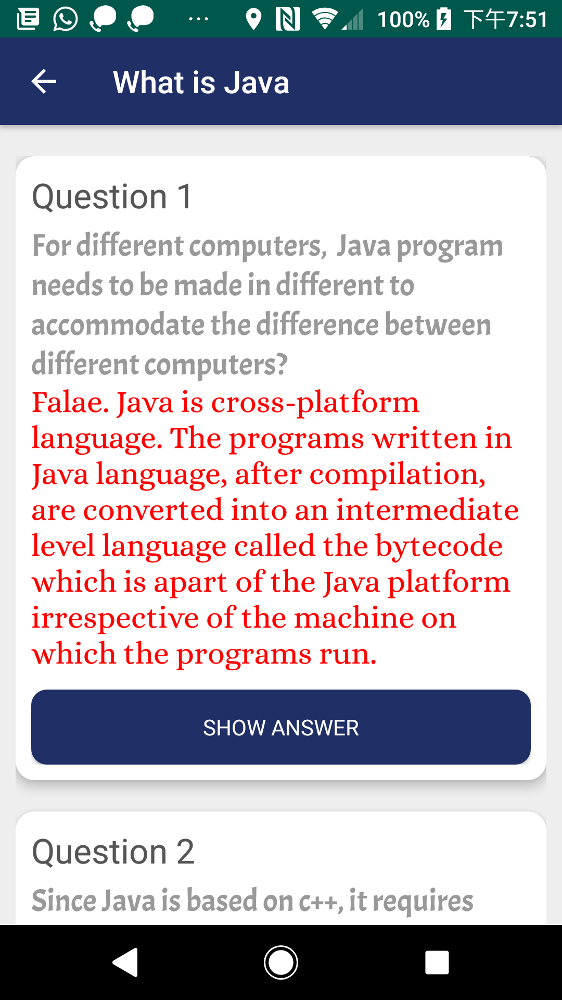 100% 下午7:51
What is Java
Question 1
For different computers, Java program
needs to be made in different to
accommodate the difference between
different computers?
Falae. Java is cross-platform
language. The programs written in
Java language, after compilation,
are converted into an intermediate
level language called the bytecode
which is apart of the Java platform
irrespective of the machine on
which the programs run.
SHOW ANSWER
Question 2
Since Java is based on c++, it requires